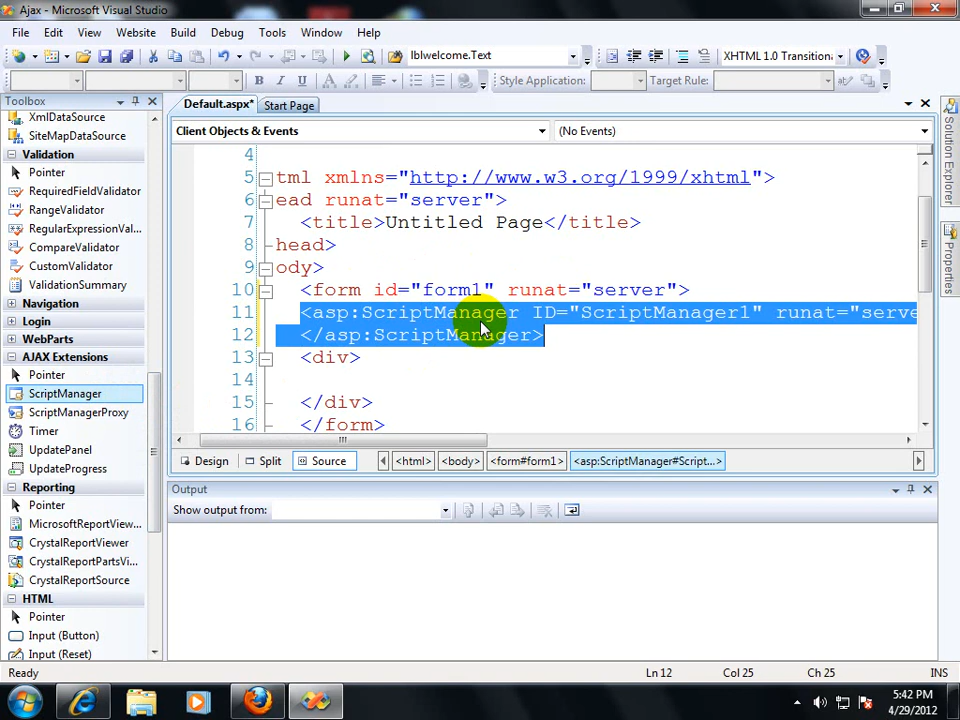 Ajax - Microsoft Visual Studio
File Edit View Website Build Debug Tools Window Help
lblwelcome.Text
XHTML 1.0 Transition
Style Application:
Target Rule:
Toolbox
Default.aspx*
Start Page
Client Objects & Events
(No Events)
XmlDataSource
SiteMapDataSource
Validation
Pointer
RequiredFieldValidator
RangeValidator
RegularExpressionVal...
CompareValidator
CustomValidator
ValidationSummary
Navigation
Login
WebParts
AJAX Extensions
Pointer
ScriptManager
ScriptManagerProxy
Timer
UpdatePanel
UpdateProgress
Reporting
Pointer
MicrosoftReportView...
CrystalReportViewer
CrystalReportPartsVi...
CrystalReportSource
HTML
Pointer
Input (Button)
Input (Reset)
4
5 tml xmlns="http://www.w3.org/1999/xhtml">
6 ead runat="server">
7 <title>Untitled Page</title>
8 head>
9 ody>
10 <form id="form1" runat="server">
11 <asp:ScriptManager ID="ScriptManager1" runat="serve
12 </asp:ScriptManager>
13 <div>
14
15 </div>
16 </form>
Design Split Source <html> <body> <form#form1> <asp:ScriptManager#Script...>
Output
Show output from:
Solution Explorer
Properties
Ready
Ln 12 Col 25 Ch 25 INS
5:42 PM
4/29/2012